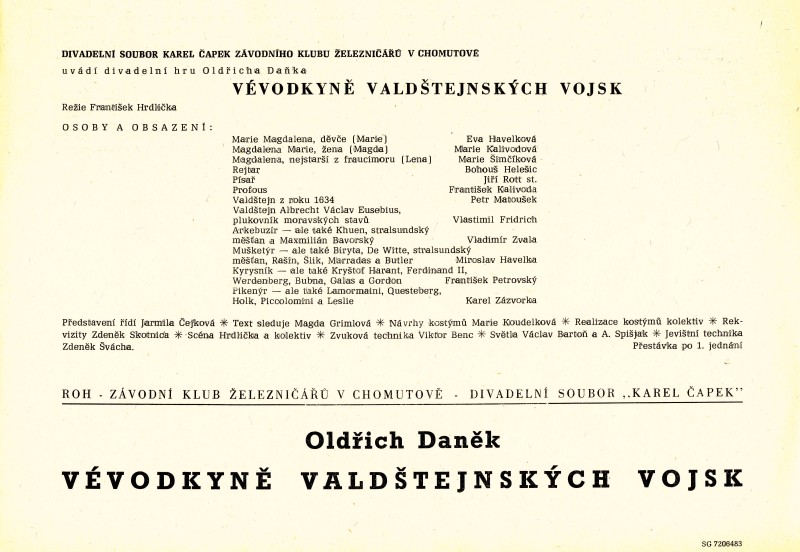 DIVADELNÍ SOUBOR KAREL ČAPEK ZÁVODNÍHO KLUBU ŽELEZNIČÁŘŮ V CHOMUTOVĚ
uvádí divadelní hru Oldřicha Daňka
VÉVODKYNĚ VALDŠTEJNSKÝCH VOJSK
Režie František Hrdlička
OSOBY A OBSAZENÍ:
Marie Magdalena, děvče (Marie) Eva Havelková
Magdalena Marie, žena (Magda) Marie Kalivodová
Magdalena, nejstarší z fraucimoru (Lena) Marie Šimčíková
Rejtar Bohouš Helešic
Písař Jiří Rott st.
Profous František Kalivoda
Valdštejn z roku 1634 Petr Matoušek
Valdštejn Albrecht Václav Eusebius,
plukovník moravských stavů Vlastimil Fridrich
Arkebuzír — ale také Khuen, stralsundský
měšťan a Maxmilián Bavorský Vladimír Zvala
Mušketýr — ale také Biryta, De Witte, stralsundský
měšťan, Rašín, Šlik, Marradas a Butler Miroslav Havelka
Kyrysník — ale také Kryštof Harant, Ferdinand II,
Werdenberg, Bubna, Galas a Gordon František Petrovský
Pikenýr — ale také Lamormaini, Questeberg,
Holk, Piccolomini a Leslie Karel Zázvorka
Představení řídí Jarmila Čejková ✳ Text sleduje Magda Grimlová ✳ Návrhy kostýmů Marie Koudelková ✳ Realizace kostýmů kolektiv ✳ Rek-
vizity Zdeněk Skotnica ✳ Scéna Hrdlička a kolektiv ✳ Zvuková technika Viktor Benc ✳ Světla Václav Bartoň a A. Spišjak ✳ Jevištní technika
Zdeněk Švácha. Přestávka po 1. jednání
ROH - ZÁVODNÍ KLUB ŽELEZNIČÁŘŮ V CHOMUTOVĚ - DIVADELNÍ SOUBOR „KAREL ČAPEK"
Oldřich Daněk
VÉVODKYNĚ VALDŠTEJNSKÝCH VOJSK
SG 7206483